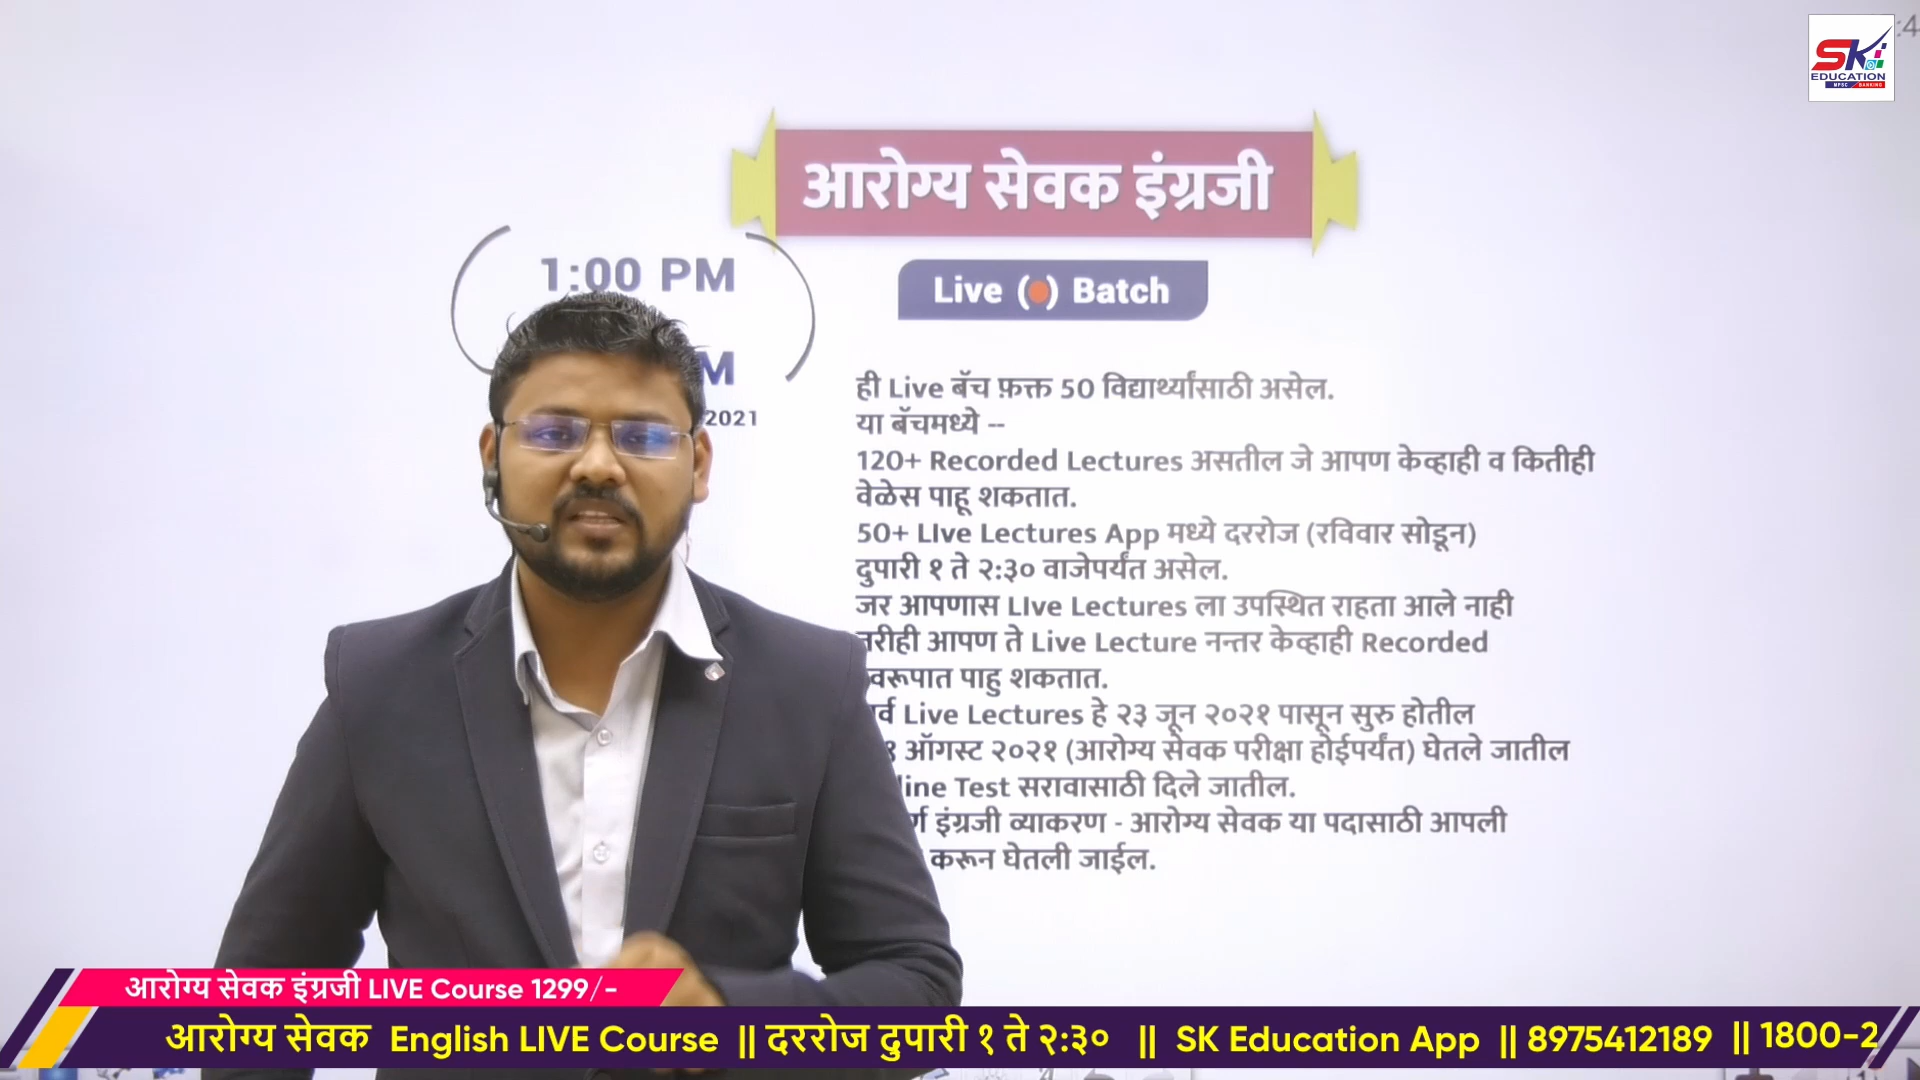 SK
EDUCATION
MPSC BANKING
आरोग्य सेवक इंग्रजी
1:00 PM
M
2021
Live Batch
ही Live बॅच फ़क्त 50 विद्यार्थ्यांसाठी असेल.
या बॅचमध्ये --
120+ Recorded Lectures असतील जे आपण केव्हाही व कितीही
वेळेस पाहू शकतात.
50+ LIve Lectures App मध्ये दररोज (रविवार सोडून)
दुपारी १ ते २:३० वाजेपर्यंत असेल.
जर आपणास LIve Lectures ला उपस्थित राहता आले नाही
तरीही आपण ते Live Lecture नन्तर केव्हाही Recorded
वरूपात पाहु शकतात.
र्व Live Lectures हे २३ जून २०२१ पासून सुरु होतील
ऑगस्ट २०२१ (आरोग्य सेवक परीक्षा होईपर्यंत) घेतले जातील
line Test सरावासाठी दिले जातील.
र्ण इंग्रजी व्याकरण - आरोग्य सेवक या पदासाठी आपली
करून घेतली जाईल.
आरोग्य सेवक इंग्रजी LIVE Course 1299/-
आरोग्य सेवक English LIVE Course || दररोज दुपारी १ ते २:३० || SK Education App || 8975412189 || 1800-2